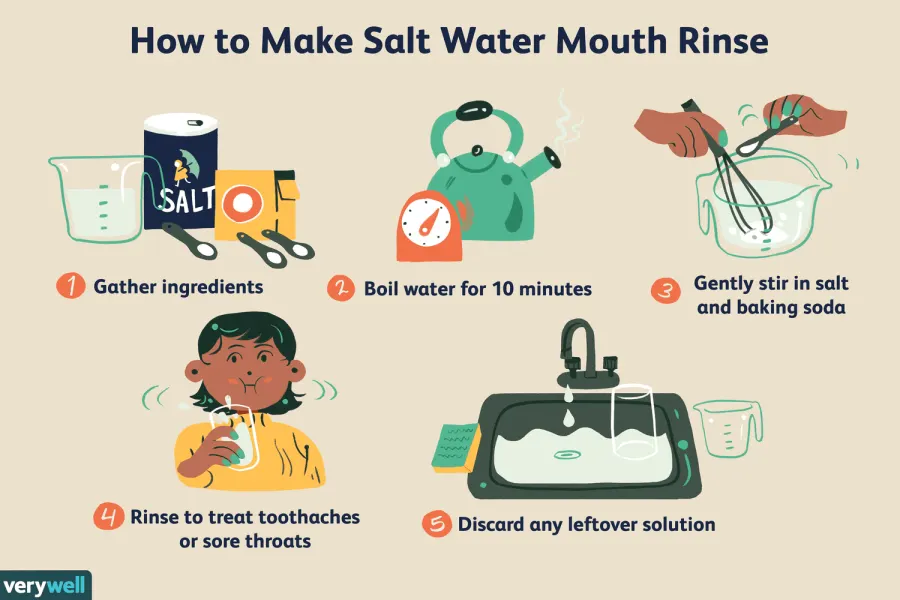 How to Make Salt Water Mouth Rinse
SALT
1 Gather ingredients
2 Boil water for 10 minutes
3 Gently stir in salt
and baking soda
4 Rinse to treat toothaches
or sore throats
5 Discard any leftover solution
verywell